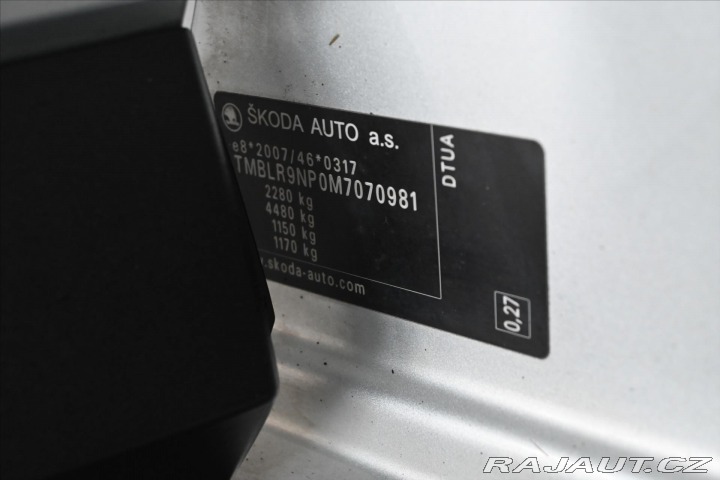 ŠKODA AUTO a.s.
e8*2007/46*0317
TMBLR9NP0M7070981
2280 kg
4480 kg
1150 kg
1170 kg
.skoda-auto.com
DTUA
0,27
RAJAUT.CZ